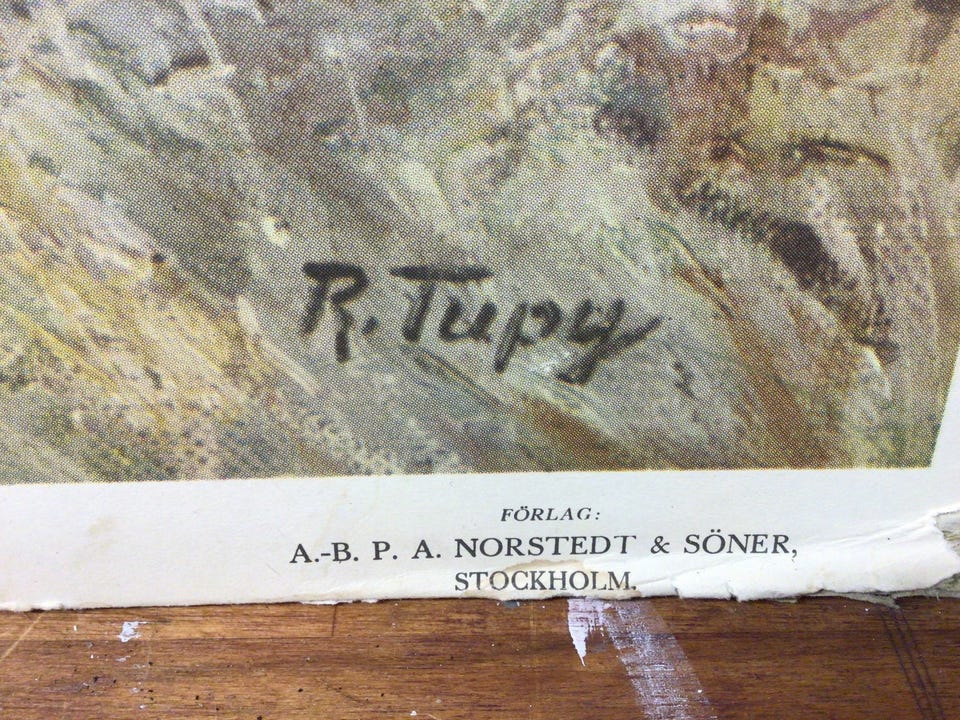 R. Tupy
FÖRLAG:
A.-B. P. A. NORSTEDT & SÖNER,
STOCKHOLM.